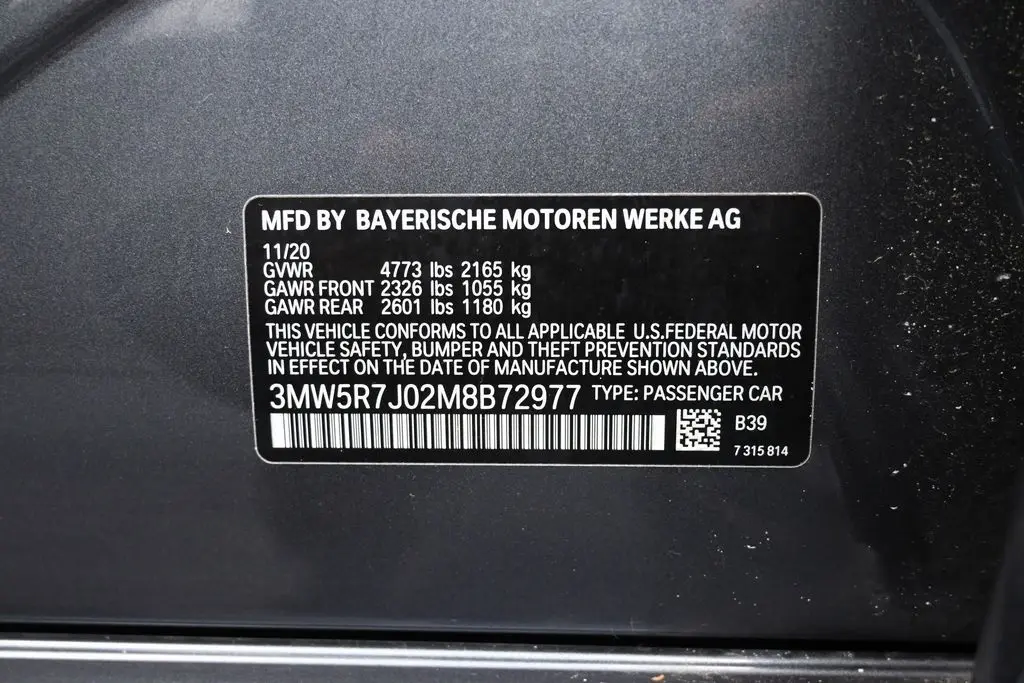 MFD BY BAYERISCHE MOTOREN WERKE AG
11/20
GVWR 4773 lbs 2165 kg
GAWR FRONT 2326 lbs 1055 kg
GAWR REAR 2601 lbs 1180 kg
THIS VEHICLE CONFORMS TO ALL APPLICABLE U.S.FEDERAL MOTOR
VEHICLE SAFETY, BUMPER AND THEFT PREVENTION STANDARDS
IN EFFECT ON THE DATE OF MANUFACTURE SHOWN ABOVE.
3MW5R7J02M8B72977 TYPE: PASSENGER CAR
B39
7 315 814